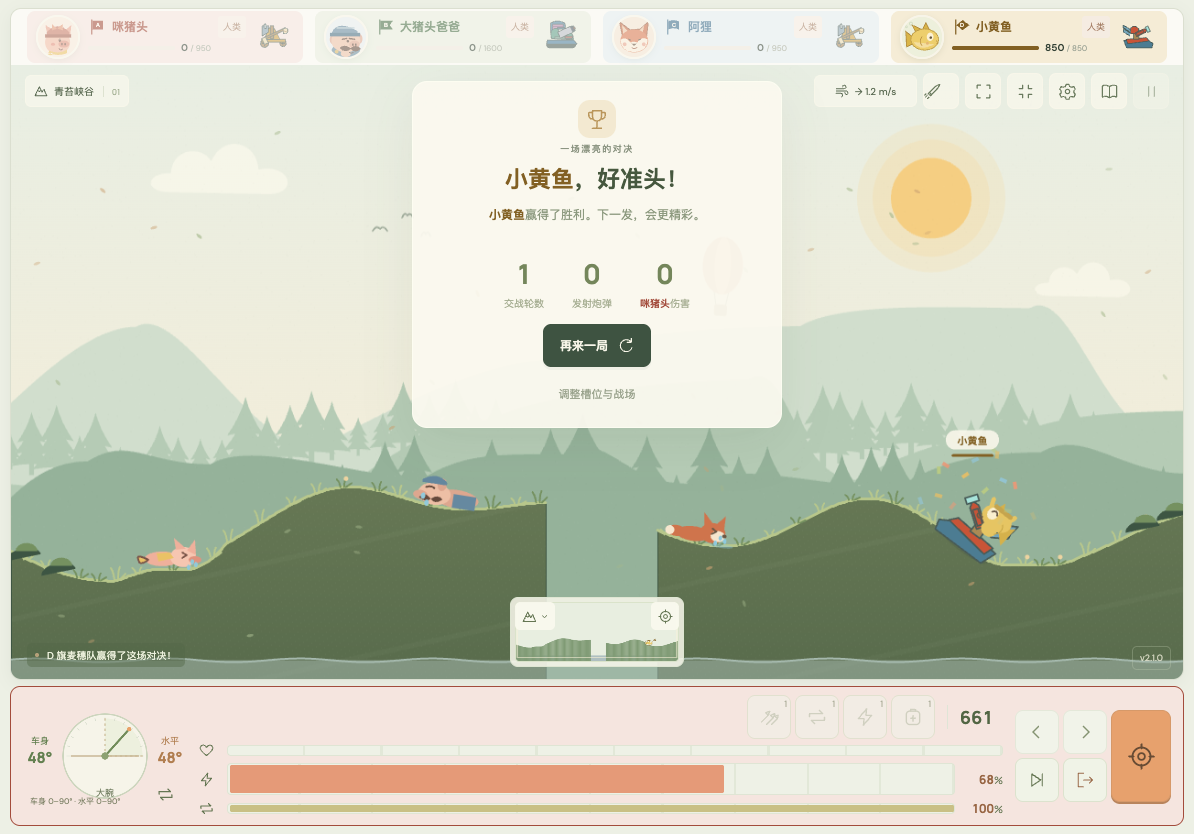 咪猪头 人类
0 / 950
大猪头爸爸 人类
0 / 1600
阿狸 人类
0 / 950
小黄鱼 人类
850 / 850
青苔峡谷 01
→ 1.2 m/s
一场漂亮的对决
小黄鱼，好准头！
小黄鱼赢得了胜利。下一发，会更精彩。
1 0 0
交战轮数 发射炮弹 咪猪头伤害
再来一局
调整槽位与战场
小黄鱼
D 旗麦穗队赢得了这场对决！
v2.1.0
1 1 1 1
661
车身
48°
水平
48°
大腕
车身 0–90° · 水平 0–90°
68%
100%